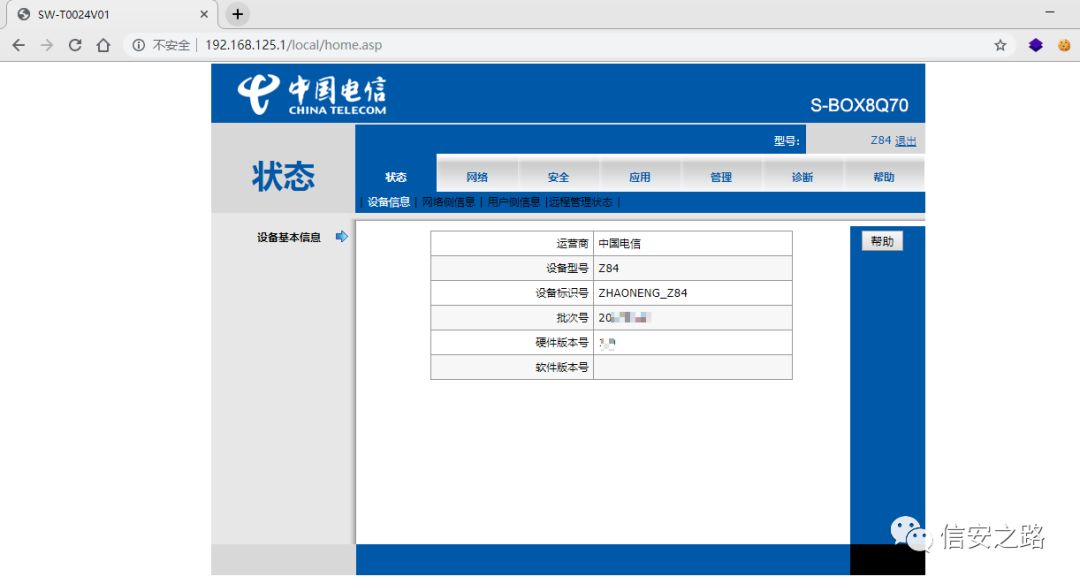 SW-T0024V01
不安全 | 192.168.125.1/local/home.asp
中国电信
CHINA TELECOM
S-BOX8Q70
型号: Z84 退出
状态
状态 网络 安全 应用 管理 诊断 帮助
| 设备信息 | 网络侧信息 | 用户侧信息 |远程管理状态 |
设备基本信息
帮助
运营商 中国电信
设备型号 Z84
设备标识号 ZHAONENG_Z84
批次号 20
硬件版本号
软件版本号
信安之路